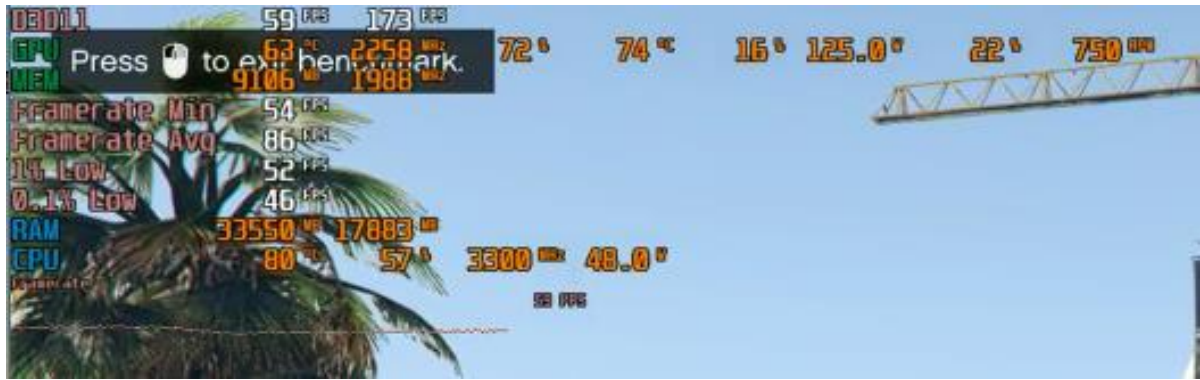 D3D11 59 FPS 173 FPS
GPU 63 °C 2258 MHz 72 % 74 °C 16 % 125.0 W 22 % 750 RPM
Press to exit benchmark.
MEM 9106 MB 1988 MHz
Framerate Min 54 FPS
Framerate Avg 86 FPS
1% Low 52 FPS
0.1% Low 46 FPS
RAM 33550 MB 17883 MB
CPU 80 °C 57 % 3300 MHz 48.0 W
Framerate
59 FPS